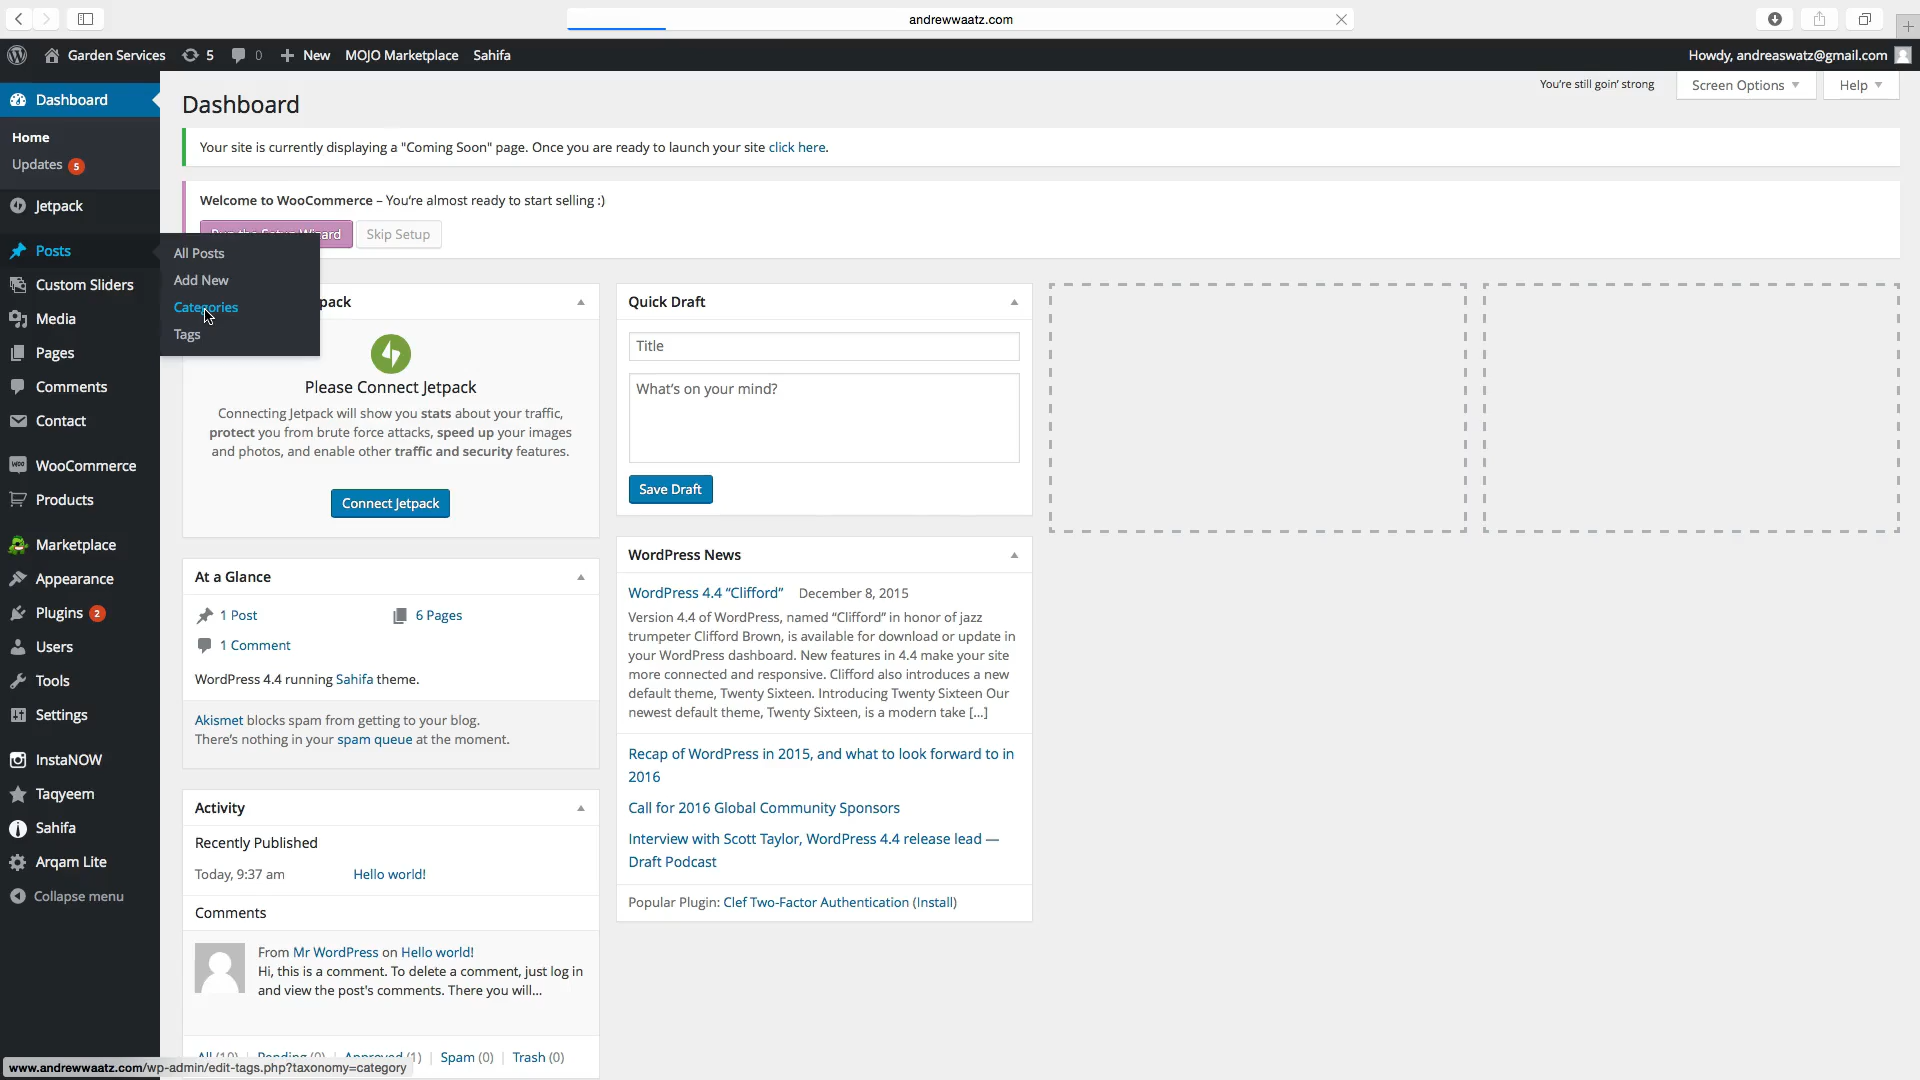 andrewwaatz.com
Garden Services 5 0 New MOJO Marketplace Sahifa Howdy, andreaswatz@gmail.com
Dashboard
Home
Updates 5
Jetpack
Posts
Custom Sliders
Media
Pages
Comments
Contact
WooCommerce
Products
Marketplace
Appearance
Plugins 2
Users
Tools
Settings
InstaNOW
Taqyeem
Sahifa
Arqam Lite
Collapse menu
All Posts
Add New
Categories
Tags
You're still goin' strong
Screen Options
Help
Dashboard
Your site is currently displaying a "Coming Soon" page. Once you are ready to launch your site click here.
Welcome to WooCommerce – You're almost ready to start selling :)
Skip Setup
Please Connect Jetpack
Connecting Jetpack will show you stats about your traffic,
protect you from brute force attacks, speed up your images
and photos, and enable other traffic and security features.
Connect Jetpack
At a Glance
1 Post 6 Pages
1 Comment
WordPress 4.4 running Sahifa theme.
Akismet blocks spam from getting to your blog.
There's nothing in your spam queue at the moment.
Activity
Recently Published
Today, 9:37 am Hello world!
Comments
From Mr WordPress on Hello world!
Hi, this is a comment. To delete a comment, just log in
and view the post's comments. There you will...
Spam (0) | Trash (0)
Quick Draft
Title
What's on your mind?
Save Draft
WordPress News
WordPress 4.4 “Clifford” December 8, 2015
Version 4.4 of WordPress, named “Clifford” in honor of jazz
trumpeter Clifford Brown, is available for download or update in
your WordPress dashboard. New features in 4.4 make your site
more connected and responsive. Clifford also introduces a new
default theme, Twenty Sixteen. Introducing Twenty Sixteen Our
newest default theme, Twenty Sixteen, is a modern take [...]
Recap of WordPress in 2015, and what to look forward to in
2016
Call for 2016 Global Community Sponsors
Interview with Scott Taylor, WordPress 4.4 release lead —
Draft Podcast
Popular Plugin: Clef Two-Factor Authentication (Install)
www.andrewwaatz.com/wp-admin/edit-tags.php?taxonomy=category